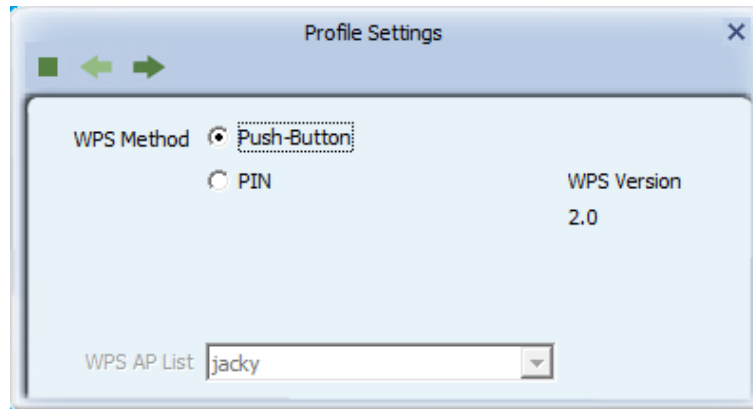 Profile Settings
WPS Method Push-Button
PIN WPS Version
2.0
WPS AP List jacky